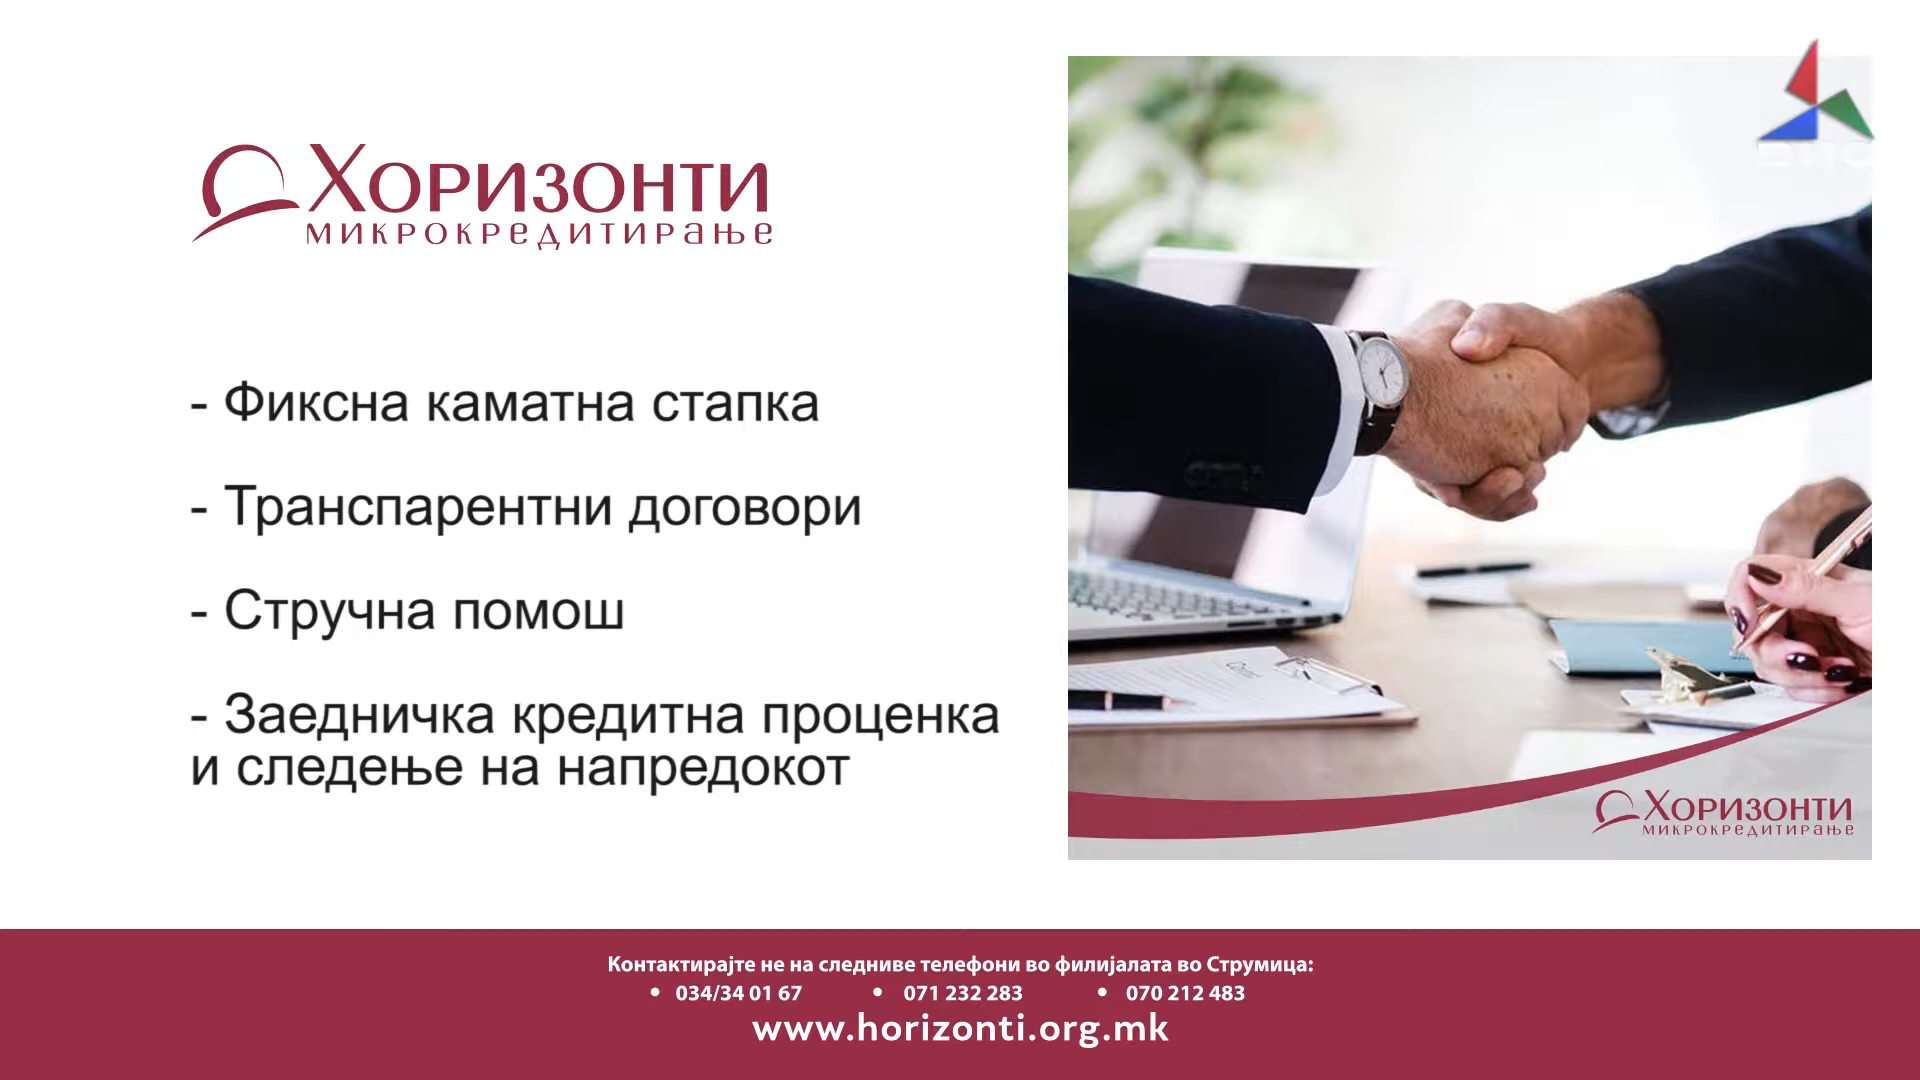 Хоризонти
микрокредитирање
- Фиксна каматна стапка
- Транспарентни договори
- Стручна помош
- Заедничка кредитна проценка
и следење на напредокот
Хоризонти
микрокредитирање
Контактирајте не на следниве телефони во филијалата во Струмица:
• 034/34 01 67 • 071 232 283 • 070 212 483
www.horizonti.org.mk